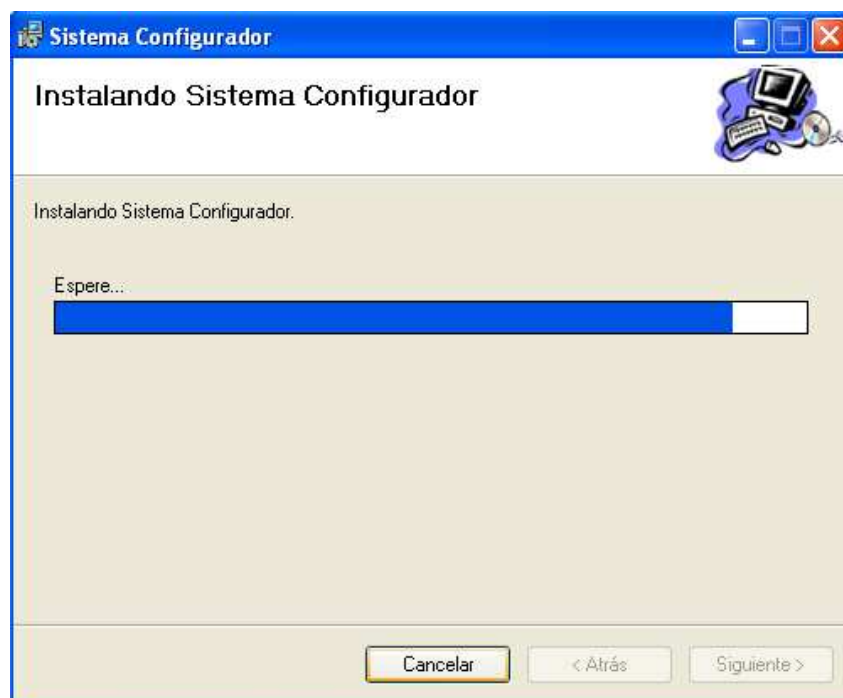 Sistema Configurador
Instalando Sistema Configurador
Instalando Sistema Configurador.
Espere...
Cancelar
< Atrás
Siguiente >